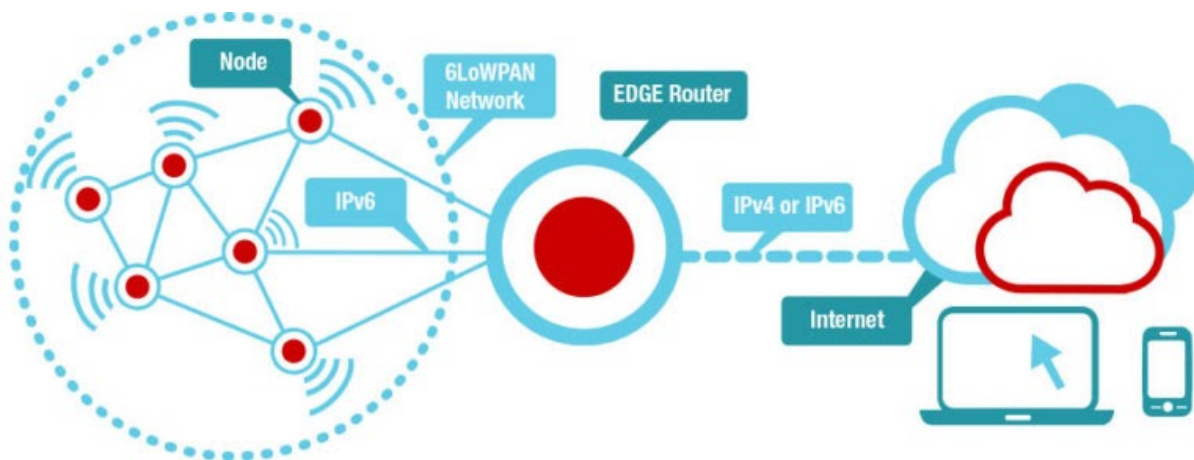 Node
6LoWPAN
Network
EDGE Router
IPv6
IPv4 or IPv6
Internet